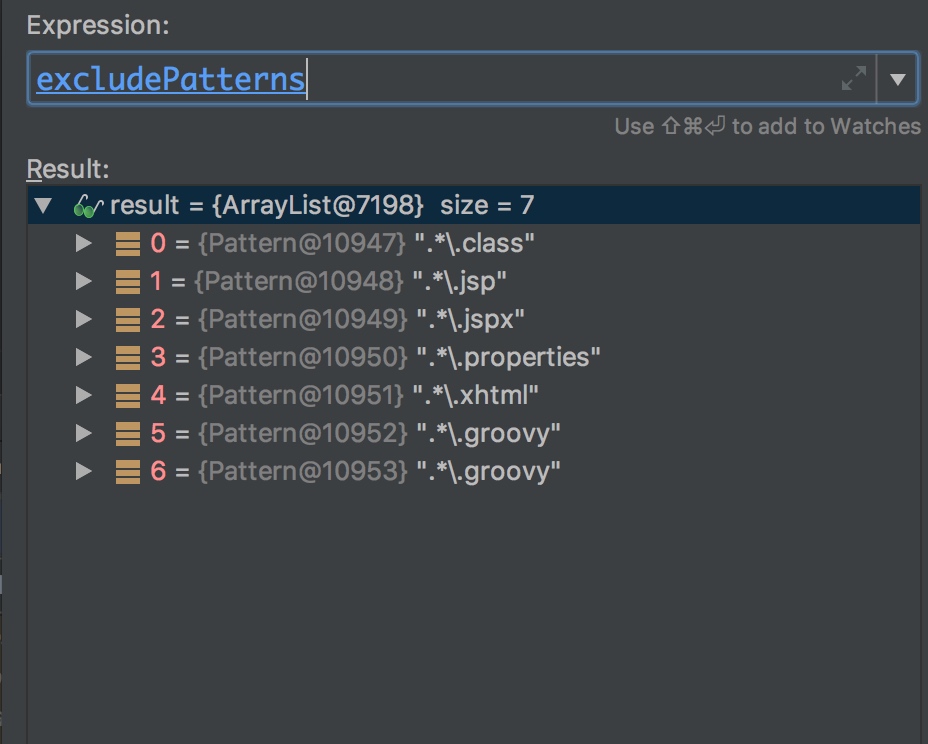 Expression:
excludePatterns
Use ⇧⌘⏎ to add to Watches
Result:
result = {ArrayList@7198} size = 7
0 = {Pattern@10947} ".*\.class"
1 = {Pattern@10948} ".*\.jsp"
2 = {Pattern@10949} ".*\.jspx"
3 = {Pattern@10950} ".*\.properties"
4 = {Pattern@10951} ".*\.xhtml"
5 = {Pattern@10952} ".*\.groovy"
6 = {Pattern@10953} ".*\.groovy"